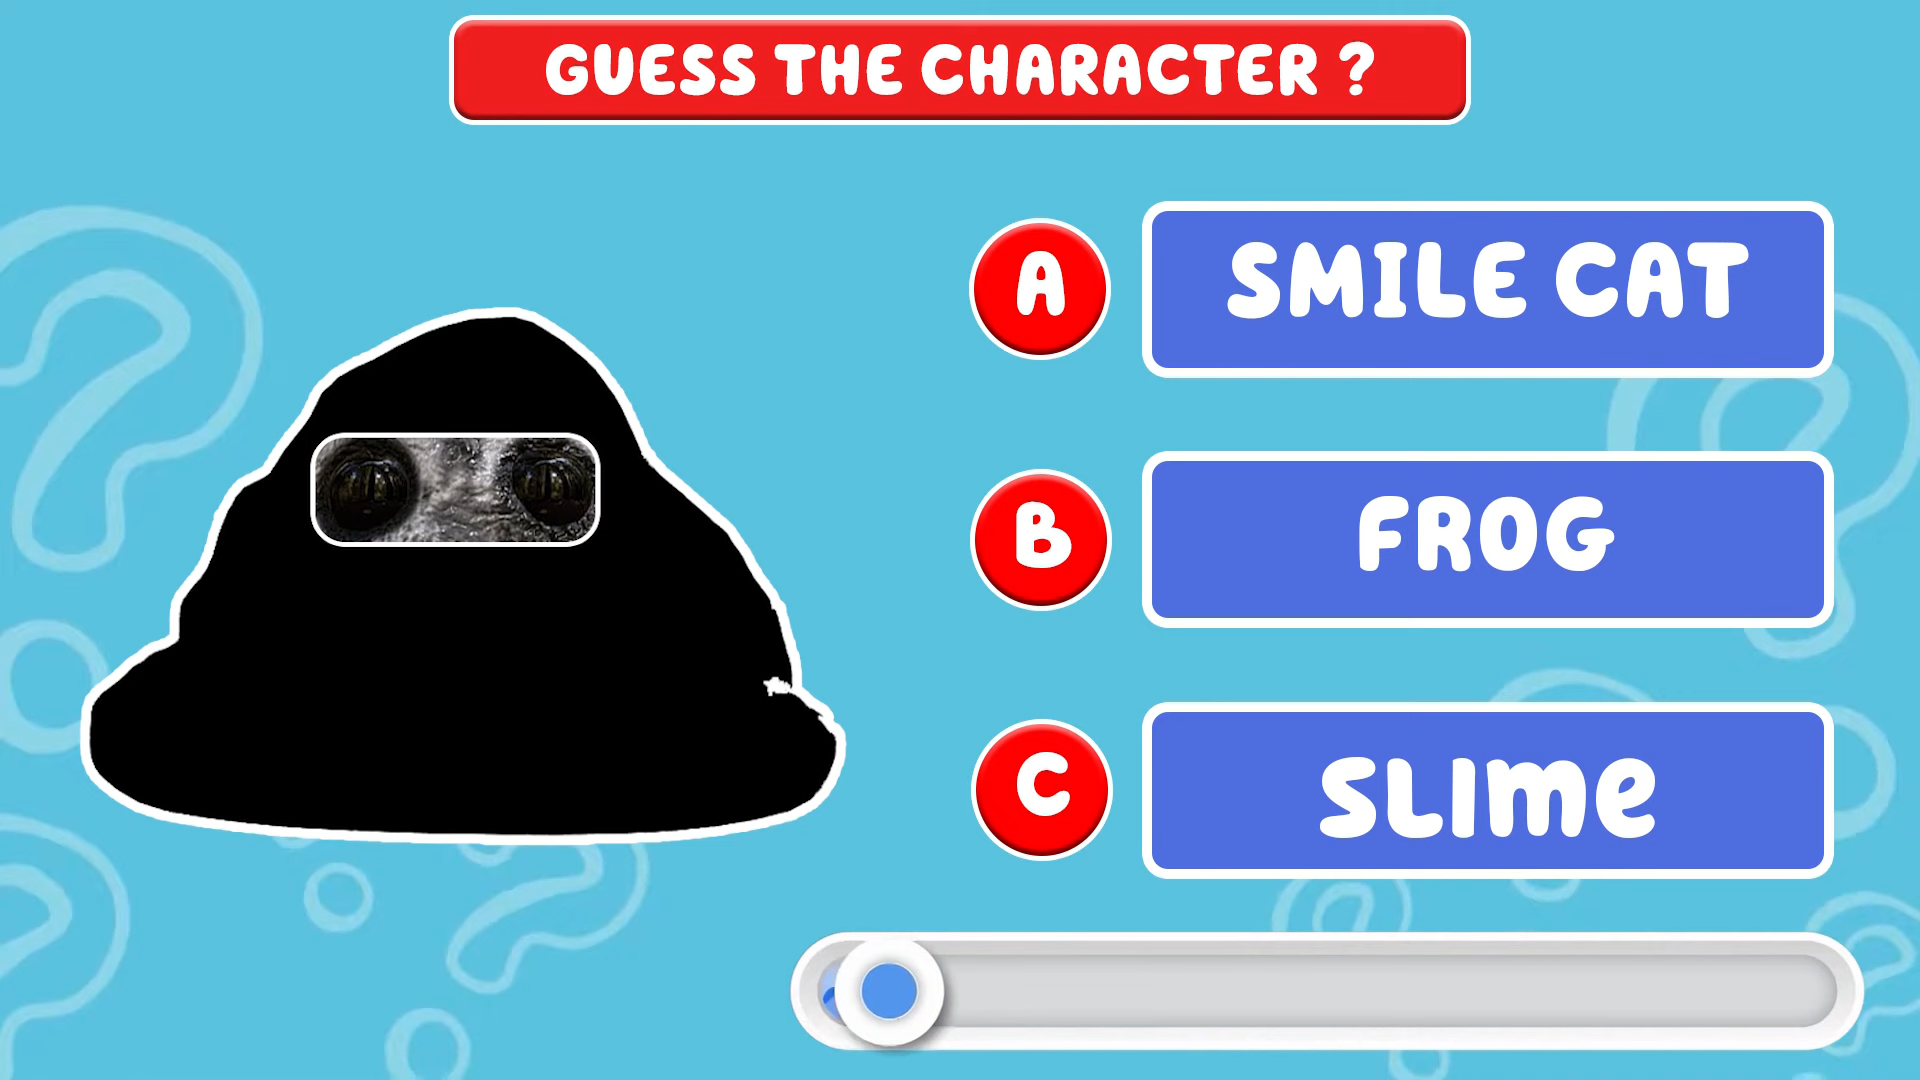 GUESS THE CHARACTER ?
A
SMILE CAT
B
FROG
C
SLIME